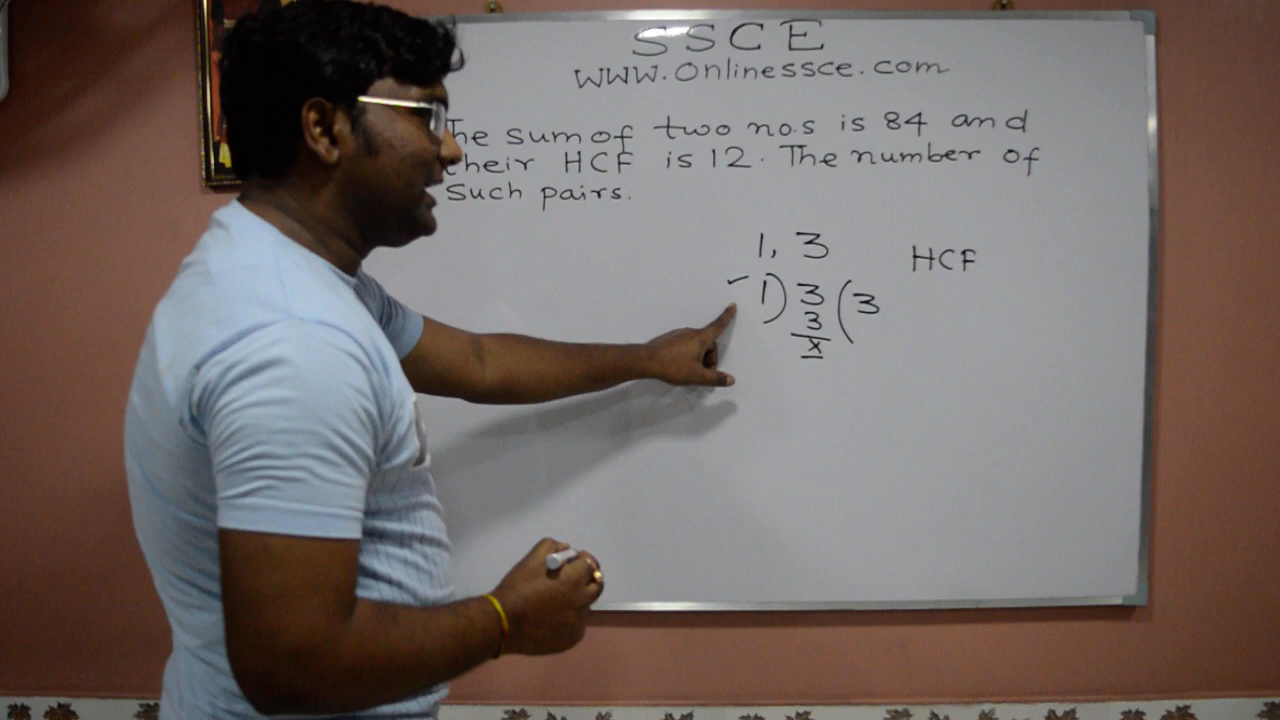 SSCE
www.Onlinessce.com
The sum of two no.s is 84 and
their HCF is 12. The number of
Such pairs.
1, 3
HCF
✓ 1) 3 (3
3
x